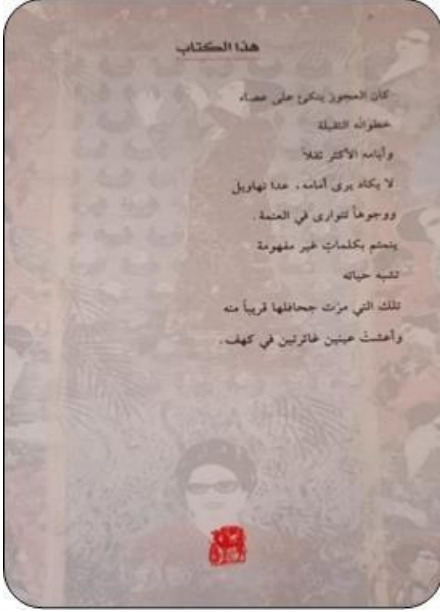 هذا الكتاب
كان العجوز يتكئ على عصاه
خطواته الثقيلة
وأيامه الأكثر ثقلاً
لا يكاد يرى أمامه، عدا تهاويل
ووجوهاً تتوارى في العتمة.
يتمتم بكلماتٍ غير مفهومة
تشبه حياته
تلك التي مرّت جحافلها قريباً منه
وأعشتْ عينين غائرتين في كهف.